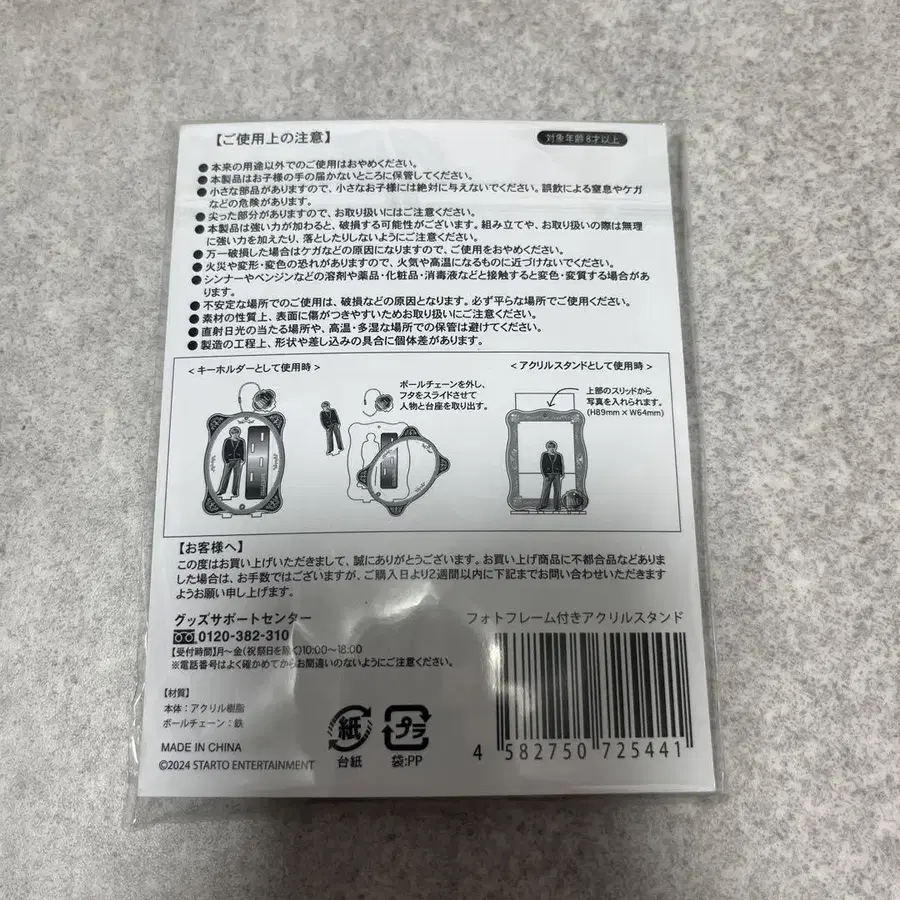 【ご使用上の注意】
対象年齢8才以上
●本来の用途以外でのご使用はおやめください。
●本製品はお子様の手の届かないところに保管してください。
●小さな部品がありますので、小さなお子様には絶対に与えないでください。誤飲による窒息やケガ
などの危険があります。
●尖った部分がありますので、お取り扱いにはご注意ください。
●本製品は強い力が加わると、破損する可能性がございます。組み立てや、お取り扱いの際は無理
に強い力を加えたり、落としたりしないようにご注意ください。
●万一破損した場合はケガなどの原因になりますので、ご使用をおやめください。
●火災や変形・変色の恐れがありますので、火気や高温になるものに近づけないでください。
●シンナーやベンジンなどの溶剤や薬品・化粧品・消毒液などと接触すると変色・変質する場合があ
ります。
●不安定な場所でのご使用は、破損などの原因となります。必ず平らな場所でご使用ください。
●素材の性質上、表面に傷がつきやすいためお取り扱いにご注意ください。
●直射日光の当たる場所や、高温・多湿な場所での保管は避けてください。
●製造の工程上、形状や差し込みの具合に個体差があります。
＜キーホルダーとして使用時＞
ボールチェーンを外し、
フタをスライドさせて
人物と台座を取り出す。
＜アクリルスタンドとして使用時＞
上部のスリッドから
写真を入れられます。
(H89mm×W64mm)
【お客様へ】
この度はお買い上げいただきまして、誠にありがとうございます。お買い上げ商品に不都合品などありま
した場合は、お手数ではございますが、ご購入日より2週間以内に下記までお問い合わせいただきます
ようお願い申し上げます。
グッズサポートセンター
0120-382-310
【受付時間】月～金(祝祭日を除く)10:00～18:00
※電話番号はよく確かめてからお間違いのないようにご注意ください。
フォトフレーム付きアクリルスタンド
【材質】
本体：アクリル樹脂
ボールチェーン：鉄
MADE IN CHINA
©2024 STARTO ENTERTAINMENT
紙
台紙
プラ
袋:PP
4 582750 725441